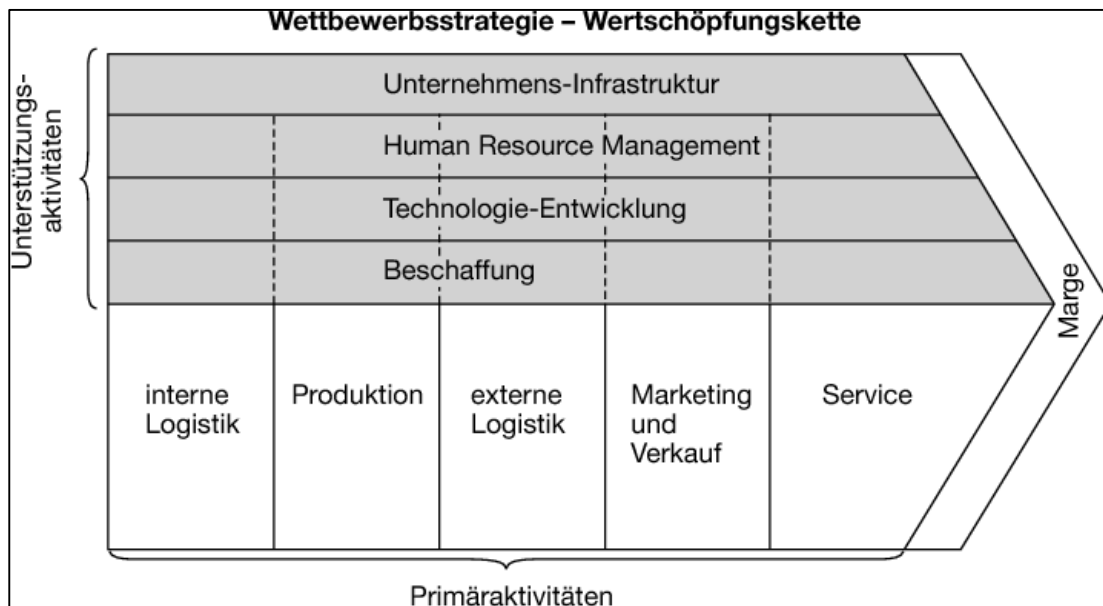 Wettbewerbsstrategie – Wertschöpfungskette
Unterstützungs-
aktivitäten
Unternehmens-Infrastruktur
Human Resource Management
Technologie-Entwicklung
Beschaffung
interne
Logistik
Produktion
externe
Logistik
Marketing
und
Verkauf
Service
Marge
Primäraktivitäten